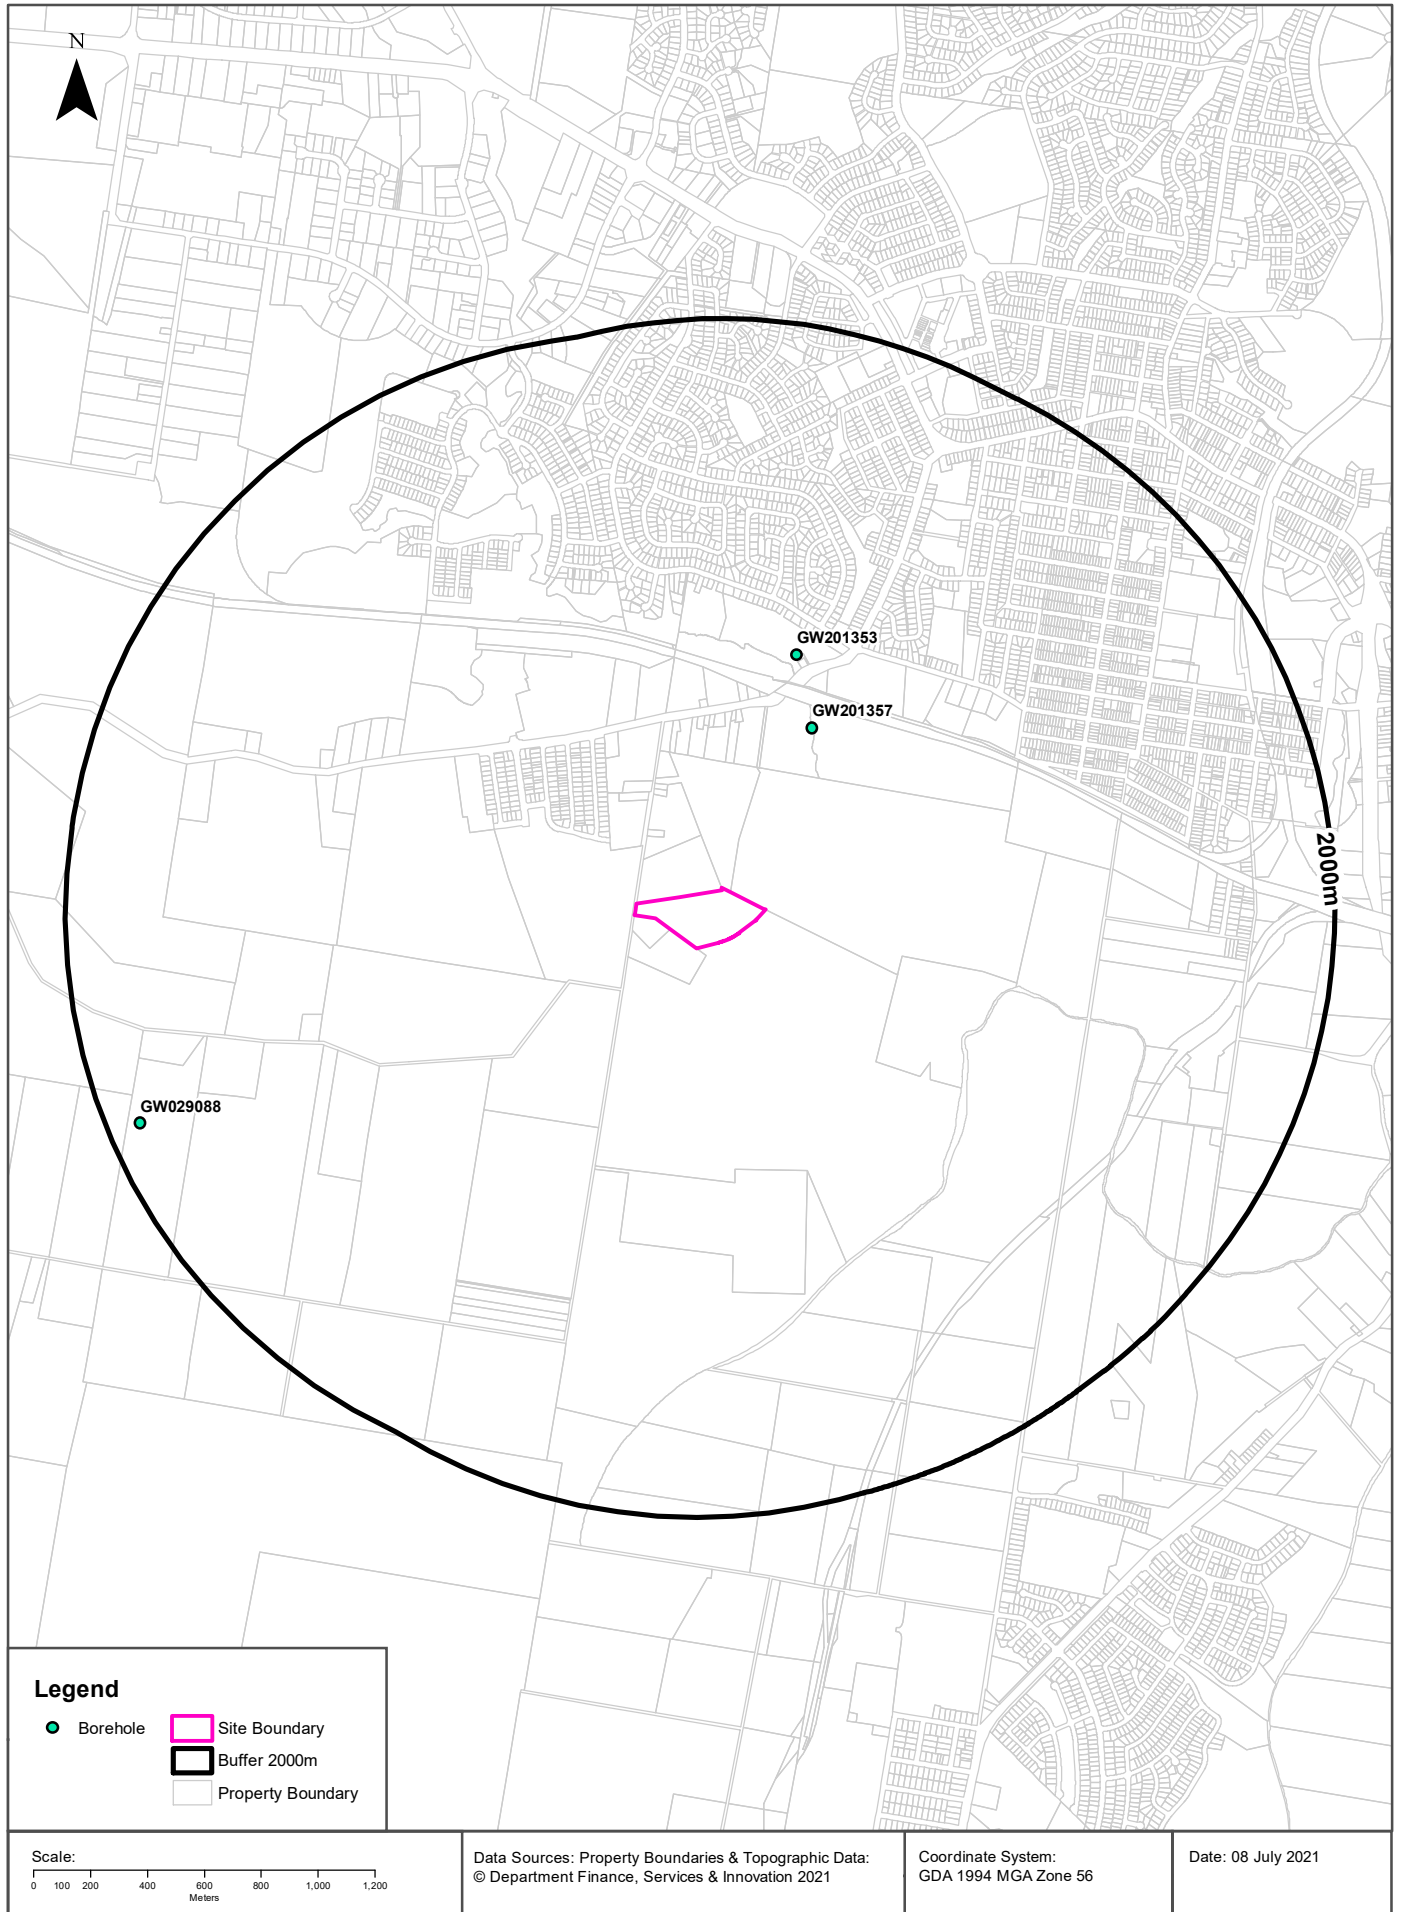 N
GW201353
GW201357
2000m
GW029088
Legend
Borehole
Site Boundary
Buffer 2000m
Property Boundary
Scale:
0 100 200 400 600 800 1,000 1,200
Meters
Data Sources: Property Boundaries & Topographic Data:
© Department Finance, Services & Innovation 2021
Coordinate System:
GDA 1994 MGA Zone 56
Date: 08 July 2021